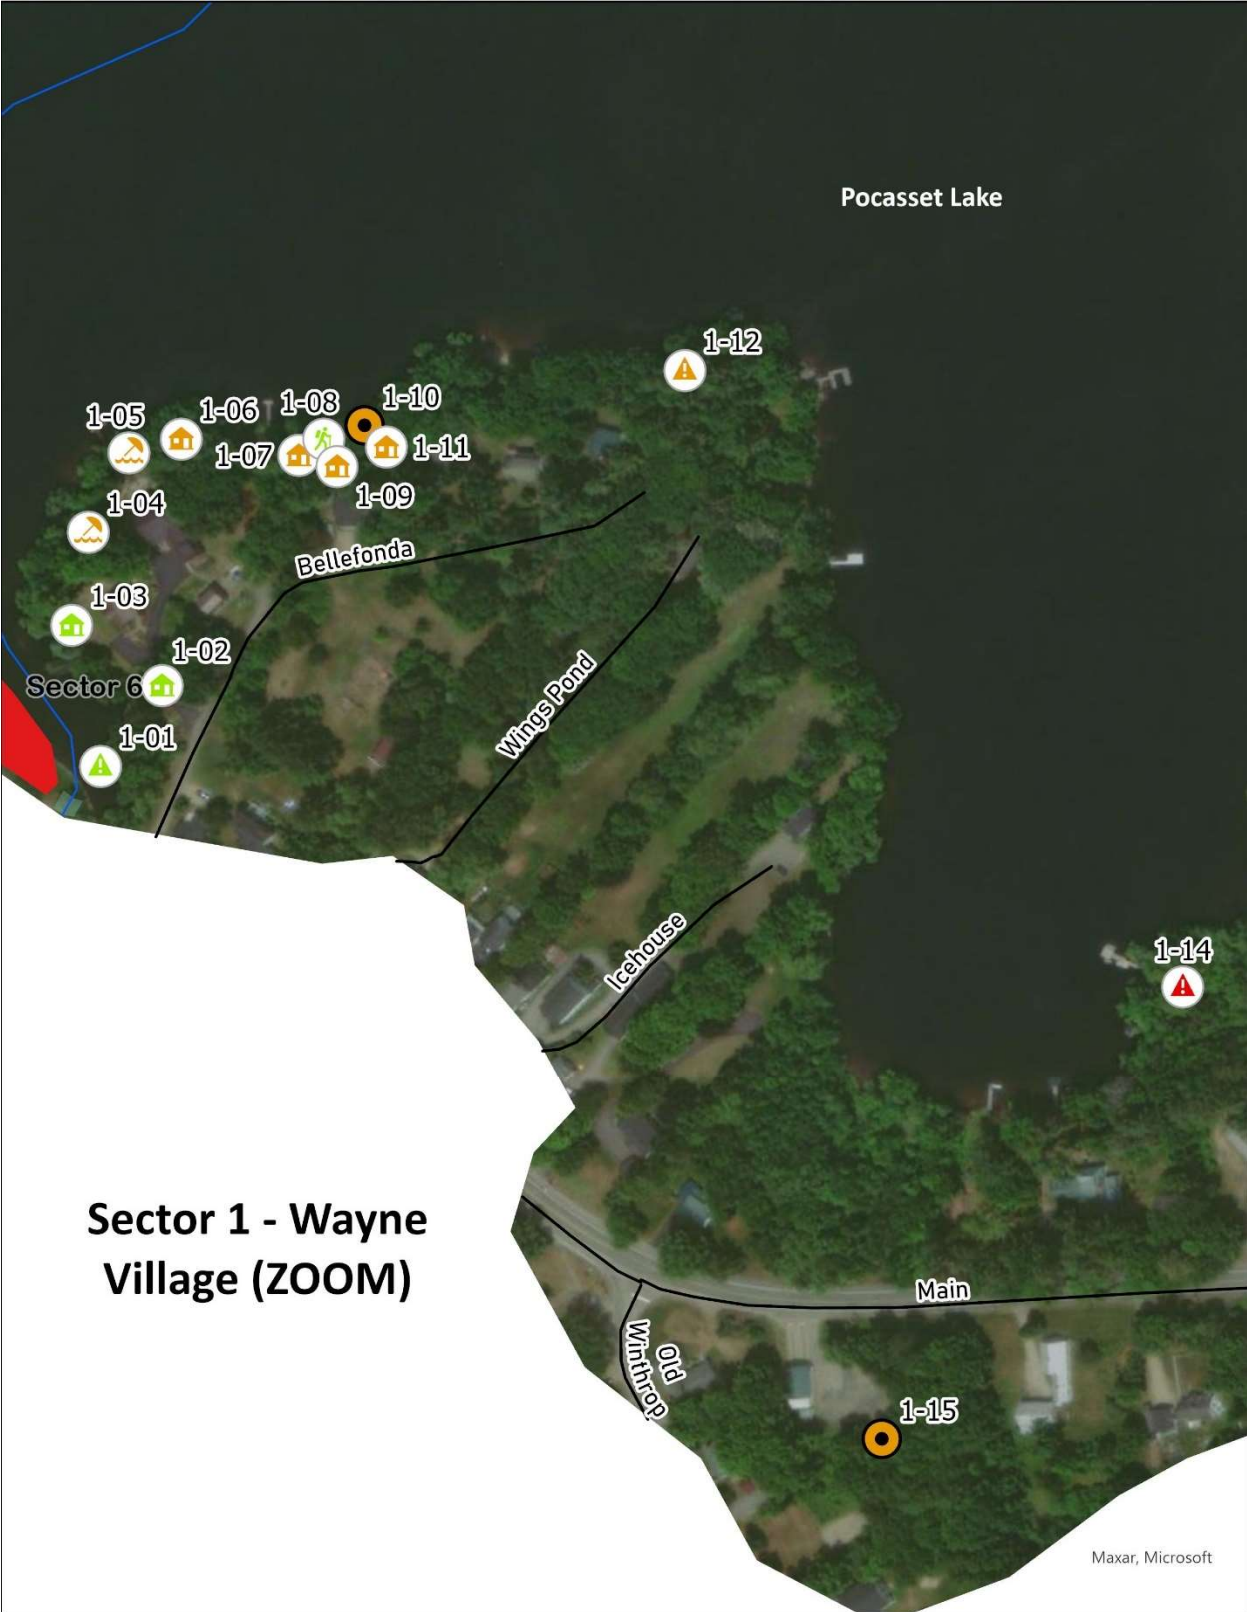 Pocasset Lake
1-12
1-10
1-05
1-06
1-08
1-07
1-11
1-09
1-04
Bellefonda
1-03
1-02
Sector 6
Wings Pond
1-01
Icehouse
1-14
Sector 1 - Wayne
Village (ZOOM)
Main
Old
Winthrop
1-15
Maxar, Microsoft